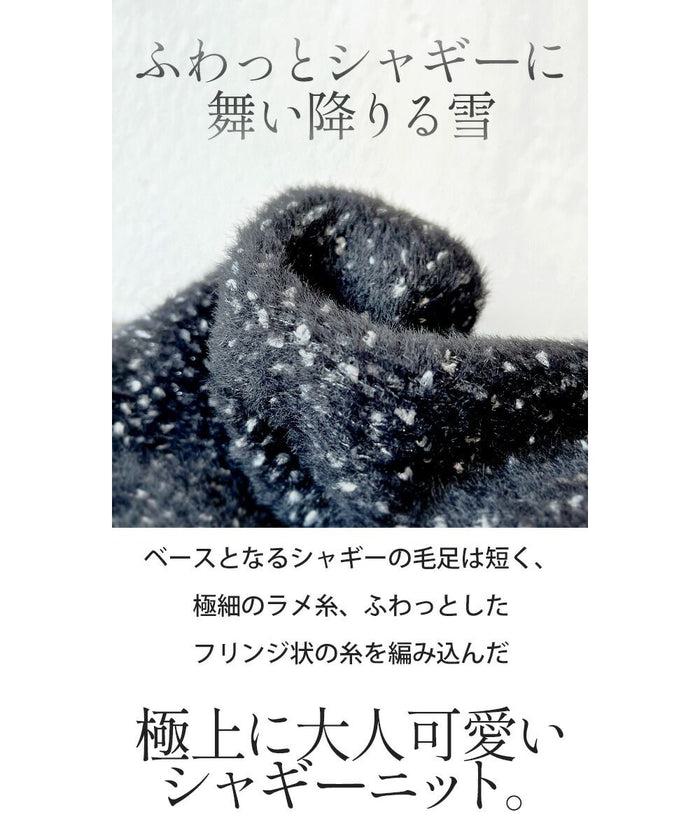 ふわっとシャギーに
舞い降りる雪
ベースとなるシャギーの毛足は短く、
極細のラメ糸、ふわっとした
フリンジ状の糸を編み込んだ
極上に大人可愛い
シャギーニット。